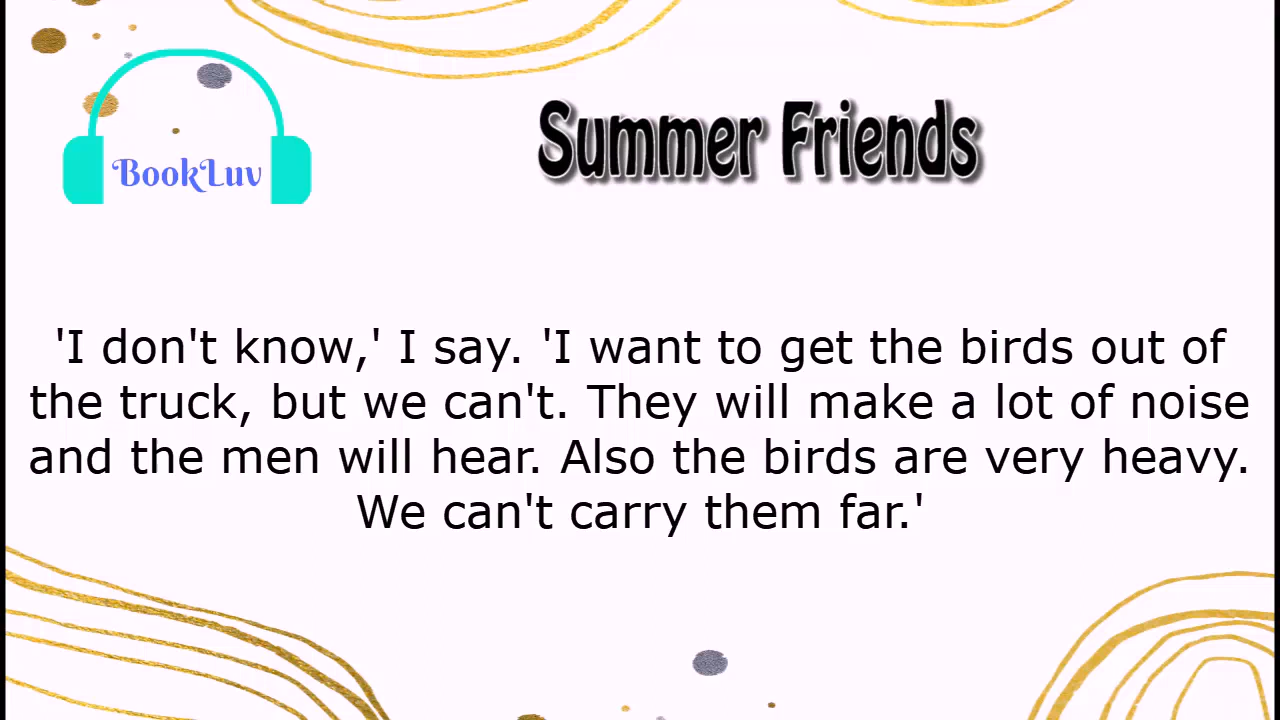 BookLuv
Summer Friends
'I don't know,' I say. 'I want to get the birds out of
the truck, but we can't. They will make a lot of noise
and the men will hear. Also the birds are very heavy.
We can't carry them far.'